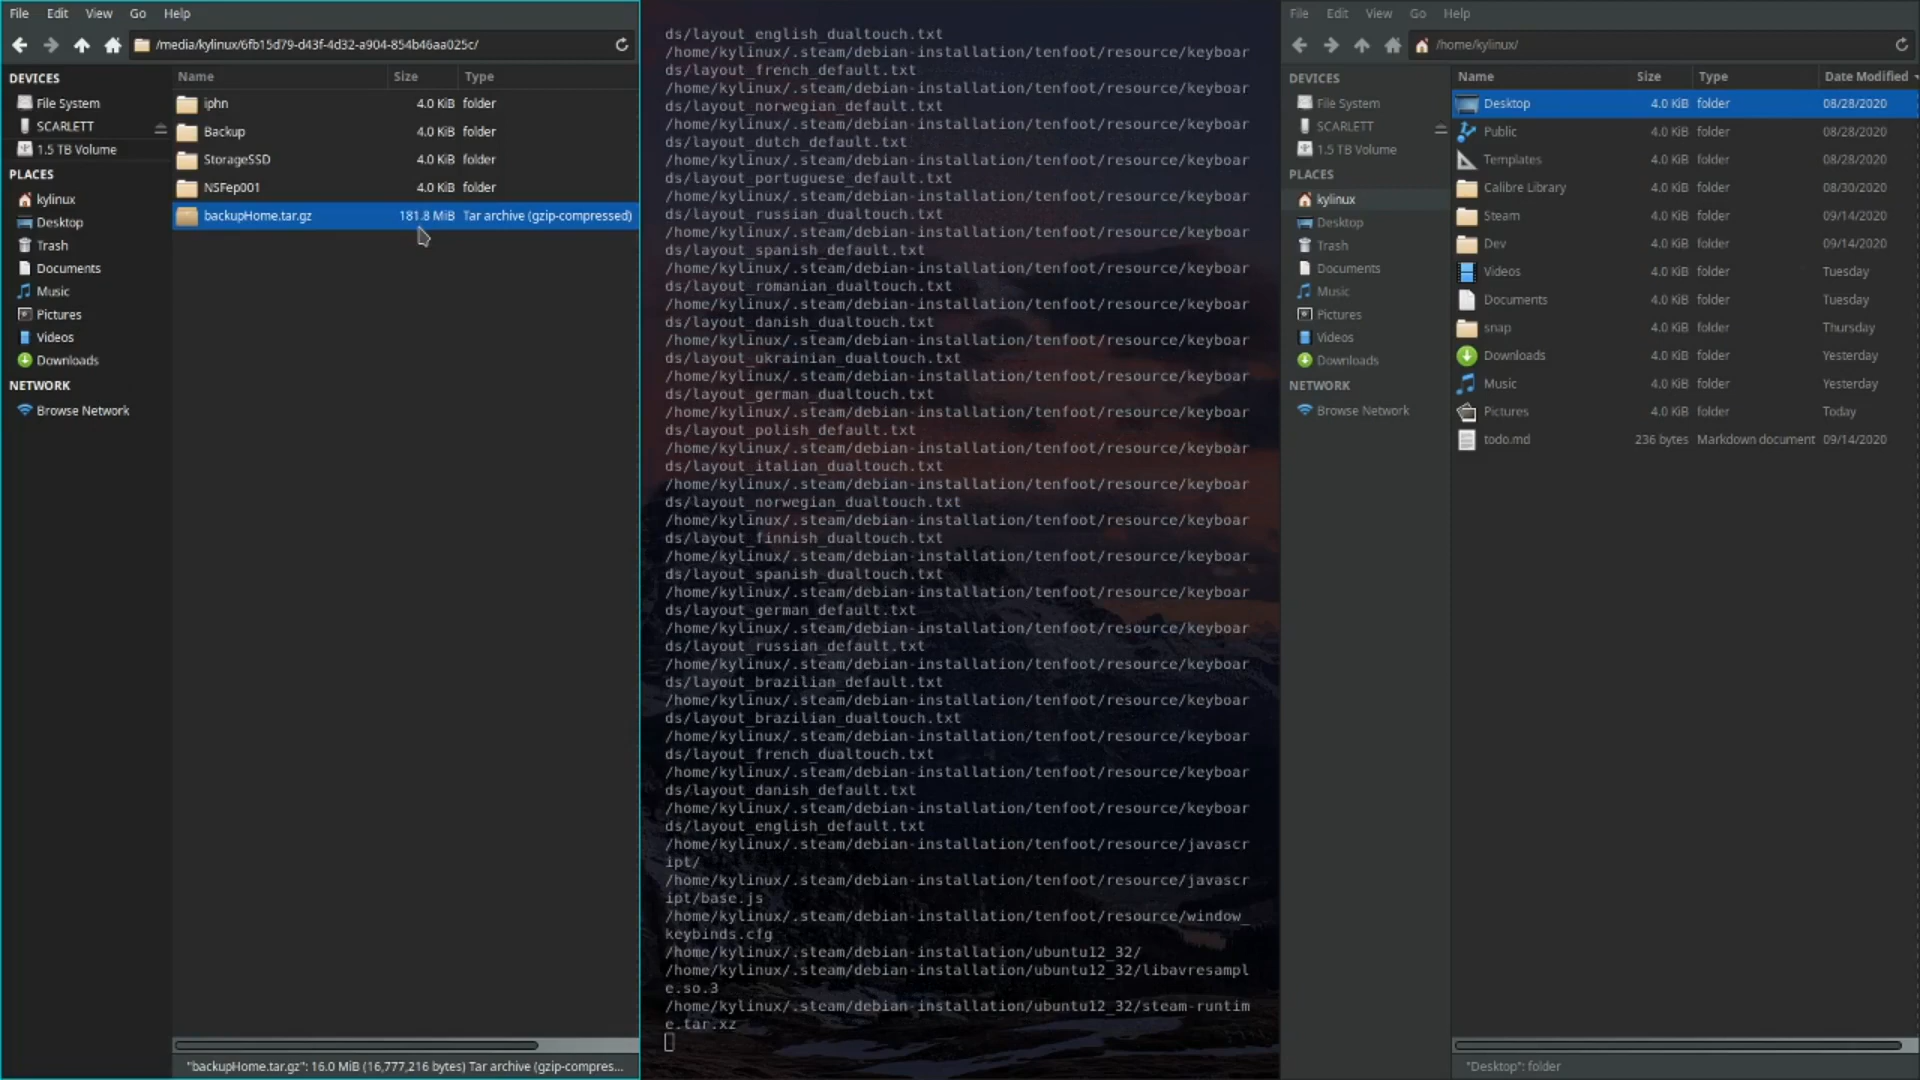 File Edit View Go Help
/media/kylinux/6fb15d79-d43f-4d32-a904-854b46aa025c/
DEVICES
File System
SCARLETT
1.5 TB Volume
PLACES
kylinux
Desktop
Trash
Documents
Music
Pictures
Videos
Downloads
NETWORK
Browse Network
Name Size Type
iphn 4.0 KiB folder
Backup 4.0 KiB folder
StorageSSD 4.0 KiB folder
NSFep001 4.0 KiB folder
backupHome.tar.gz 181.8 MiB Tar archive (gzip-compressed)
"backupHome.tar.gz": 16.0 MiB (16,777,216 bytes) Tar archive (gzip-compres...
ds/layout_english_dualtouch.txt
/home/kylinux/.steam/debian-installation/tenfoot/resource/keyboar
ds/layout_french_default.txt
/home/kylinux/.steam/debian-installation/tenfoot/resource/keyboar
ds/layout_norwegian_default.txt
/home/kylinux/.steam/debian-installation/tenfoot/resource/keyboar
ds/layout_dutch_default.txt
/home/kylinux/.steam/debian-installation/tenfoot/resource/keyboar
ds/layout_portuguese_default.txt
/home/kylinux/.steam/debian-installation/tenfoot/resource/keyboar
ds/layout_russian_default.txt
/home/kylinux/.steam/debian-installation/tenfoot/resource/keyboar
ds/layout_spanish_default.txt
/home/kylinux/.steam/debian-installation/tenfoot/resource/keyboar
ds/layout_romanian_dualtouch.txt
/home/kylinux/.steam/debian-installation/tenfoot/resource/keyboar
ds/layout_danish_dualtouch.txt
/home/kylinux/.steam/debian-installation/tenfoot/resource/keyboar
ds/layout_ukrainian_dualtouch.txt
/home/kylinux/.steam/debian-installation/tenfoot/resource/keyboar
ds/layout_german_dualtouch.txt
/home/kylinux/.steam/debian-installation/tenfoot/resource/keyboar
ds/layout_polish_default.txt
/home/kylinux/.steam/debian-installation/tenfoot/resource/keyboar
ds/layout_italian_dualtouch.txt
/home/kylinux/.steam/debian-installation/tenfoot/resource/keyboar
ds/layout_norwegian_dualtouch.txt
/home/kylinux/.steam/debian-installation/tenfoot/resource/keyboar
ds/layout_finnish_dualtouch.txt
/home/kylinux/.steam/debian-installation/tenfoot/resource/keyboar
ds/layout_spanish_dualtouch.txt
/home/kylinux/.steam/debian-installation/tenfoot/resource/keyboar
ds/layout_german_default.txt
/home/kylinux/.steam/debian-installation/tenfoot/resource/keyboar
ds/layout_russian_default.txt
/home/kylinux/.steam/debian-installation/tenfoot/resource/keyboar
ds/layout_brazilian_default.txt
/home/kylinux/.steam/debian-installation/tenfoot/resource/keyboar
ds/layout_brazilian_dualtouch.txt
/home/kylinux/.steam/debian-installation/tenfoot/resource/keyboar
ds/layout_french_dualtouch.txt
/home/kylinux/.steam/debian-installation/tenfoot/resource/keyboar
ds/layout_danish_default.txt
/home/kylinux/.steam/debian-installation/tenfoot/resource/keyboar
ds/layout_english_default.txt
/home/kylinux/.steam/debian-installation/tenfoot/resource/javascr
ipt/
/home/kylinux/.steam/debian-installation/tenfoot/resource/javascr
ipt/base.js
/home/kylinux/.steam/debian-installation/tenfoot/resource/window_
keybinds.cfg
/home/kylinux/.steam/debian-installation/ubuntu12_32/
/home/kylinux/.steam/debian-installation/ubuntu12_32/libavresampl
e.so.3
/home/kylinux/.steam/debian-installation/ubuntu12_32/steam-runtim
e.tar.xz
File Edit View Go Help
/home/kylinux/
DEVICES
File System
SCARLETT
1.5 TB Volume
PLACES
kylinux
Desktop
Trash
Documents
Music
Pictures
Videos
Downloads
NETWORK
Browse Network
Name Size Type Date Modified
Desktop 4.0 KiB folder 08/28/2020
Public 4.0 KiB folder 08/28/2020
Templates 4.0 KiB folder 08/28/2020
Calibre Library 4.0 KiB folder 08/30/2020
Steam 4.0 KiB folder 09/14/2020
Dev 4.0 KiB folder 09/14/2020
Videos 4.0 KiB folder Tuesday
Documents 4.0 KiB folder Tuesday
snap 4.0 KiB folder Thursday
Downloads 4.0 KiB folder Yesterday
Music 4.0 KiB folder Yesterday
Pictures 4.0 KiB folder Today
todo.md 236 bytes Markdown document 09/14/2020
"Desktop": folder